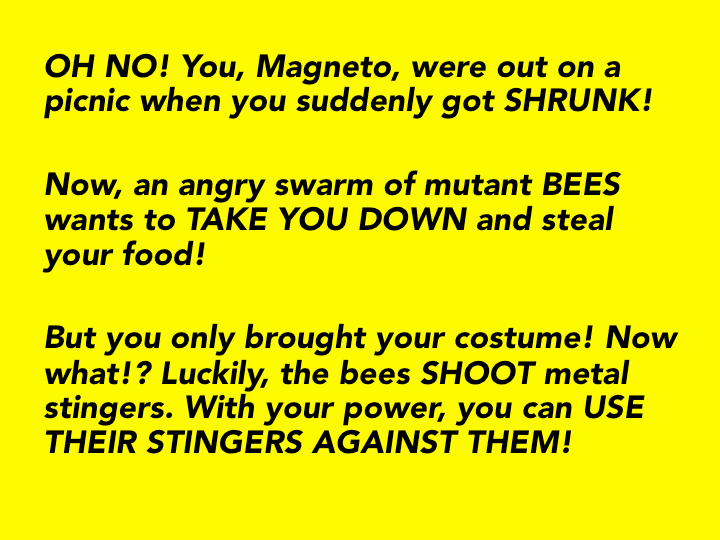 OH NO! You, Magneto, were out on a
picnic when you suddenly got SHRUNK!
Now, an angry swarm of mutant BEES
wants to TAKE YOU DOWN and steal
your food!
But you only brought your costume! Now
what!? Luckily, the bees SHOOT metal
stingers. With your power, you can USE
THEIR STINGERS AGAINST THEM!